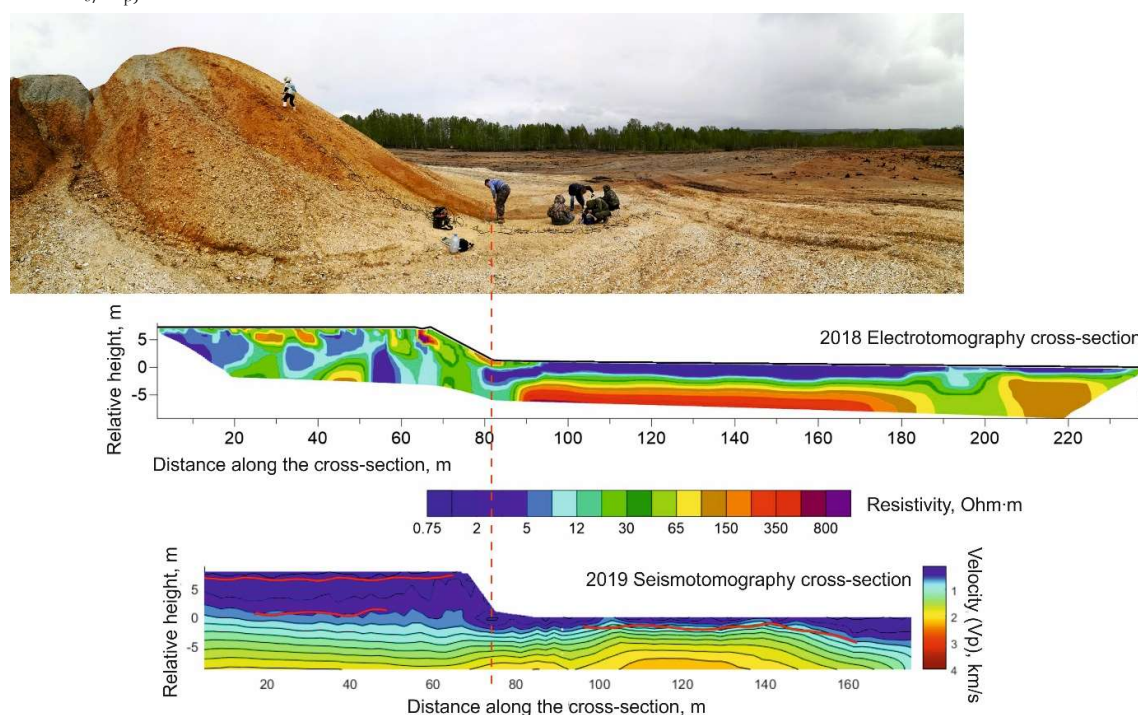 Relative height, m
5
0
-5
2018 Electrotomography cross-section
20 40 60 80 100 120 140 160 180 200 220
Distance along the cross-section, m
0.75 2 5 12 30 65 150 350 800
Resistivity, Ohm·m
Relative height, m
5
0
-5
2019 Seismotomography cross-section
1
2
3
4
Velocity (Vp), km/s
20 40 60 80 100 120 140 160
Distance along the cross-section, m